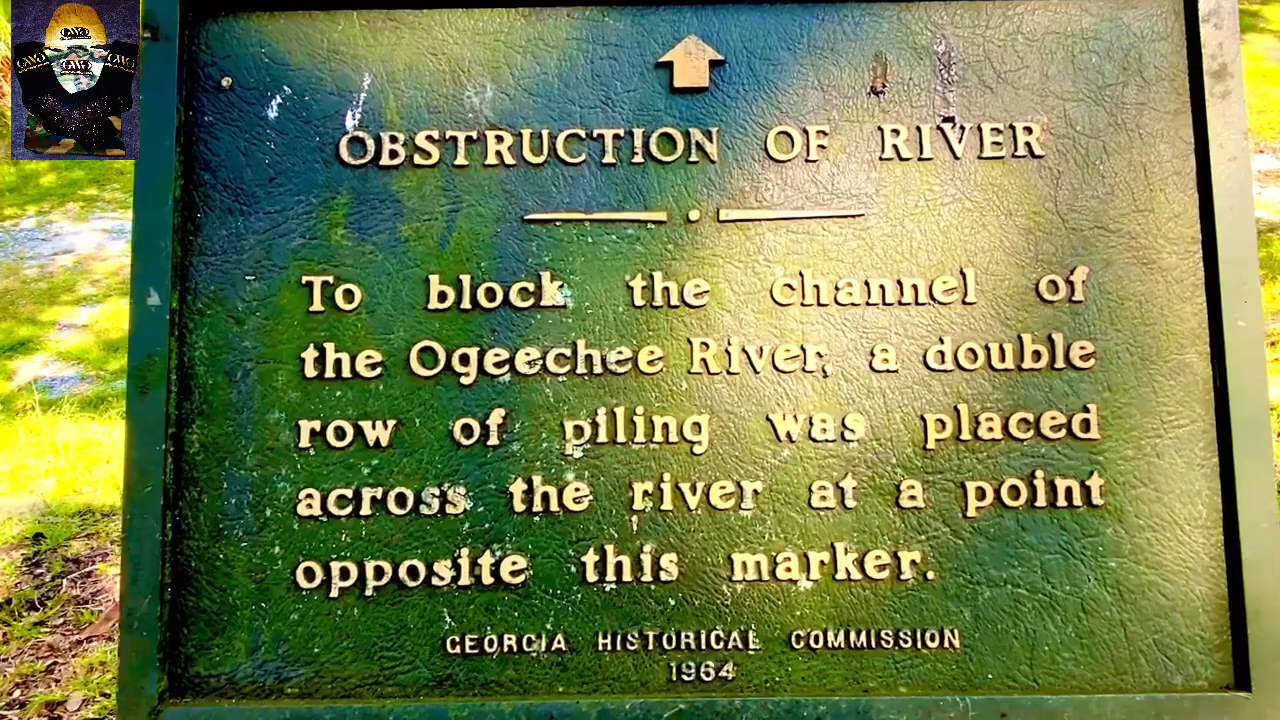 OBSTRUCTION OF RIVER
To block the channel of
the Ogeechee River, a double
row of piling was placed
across the river at a point
opposite this marker.
GEORGIA HISTORICAL COMMISSION
1964